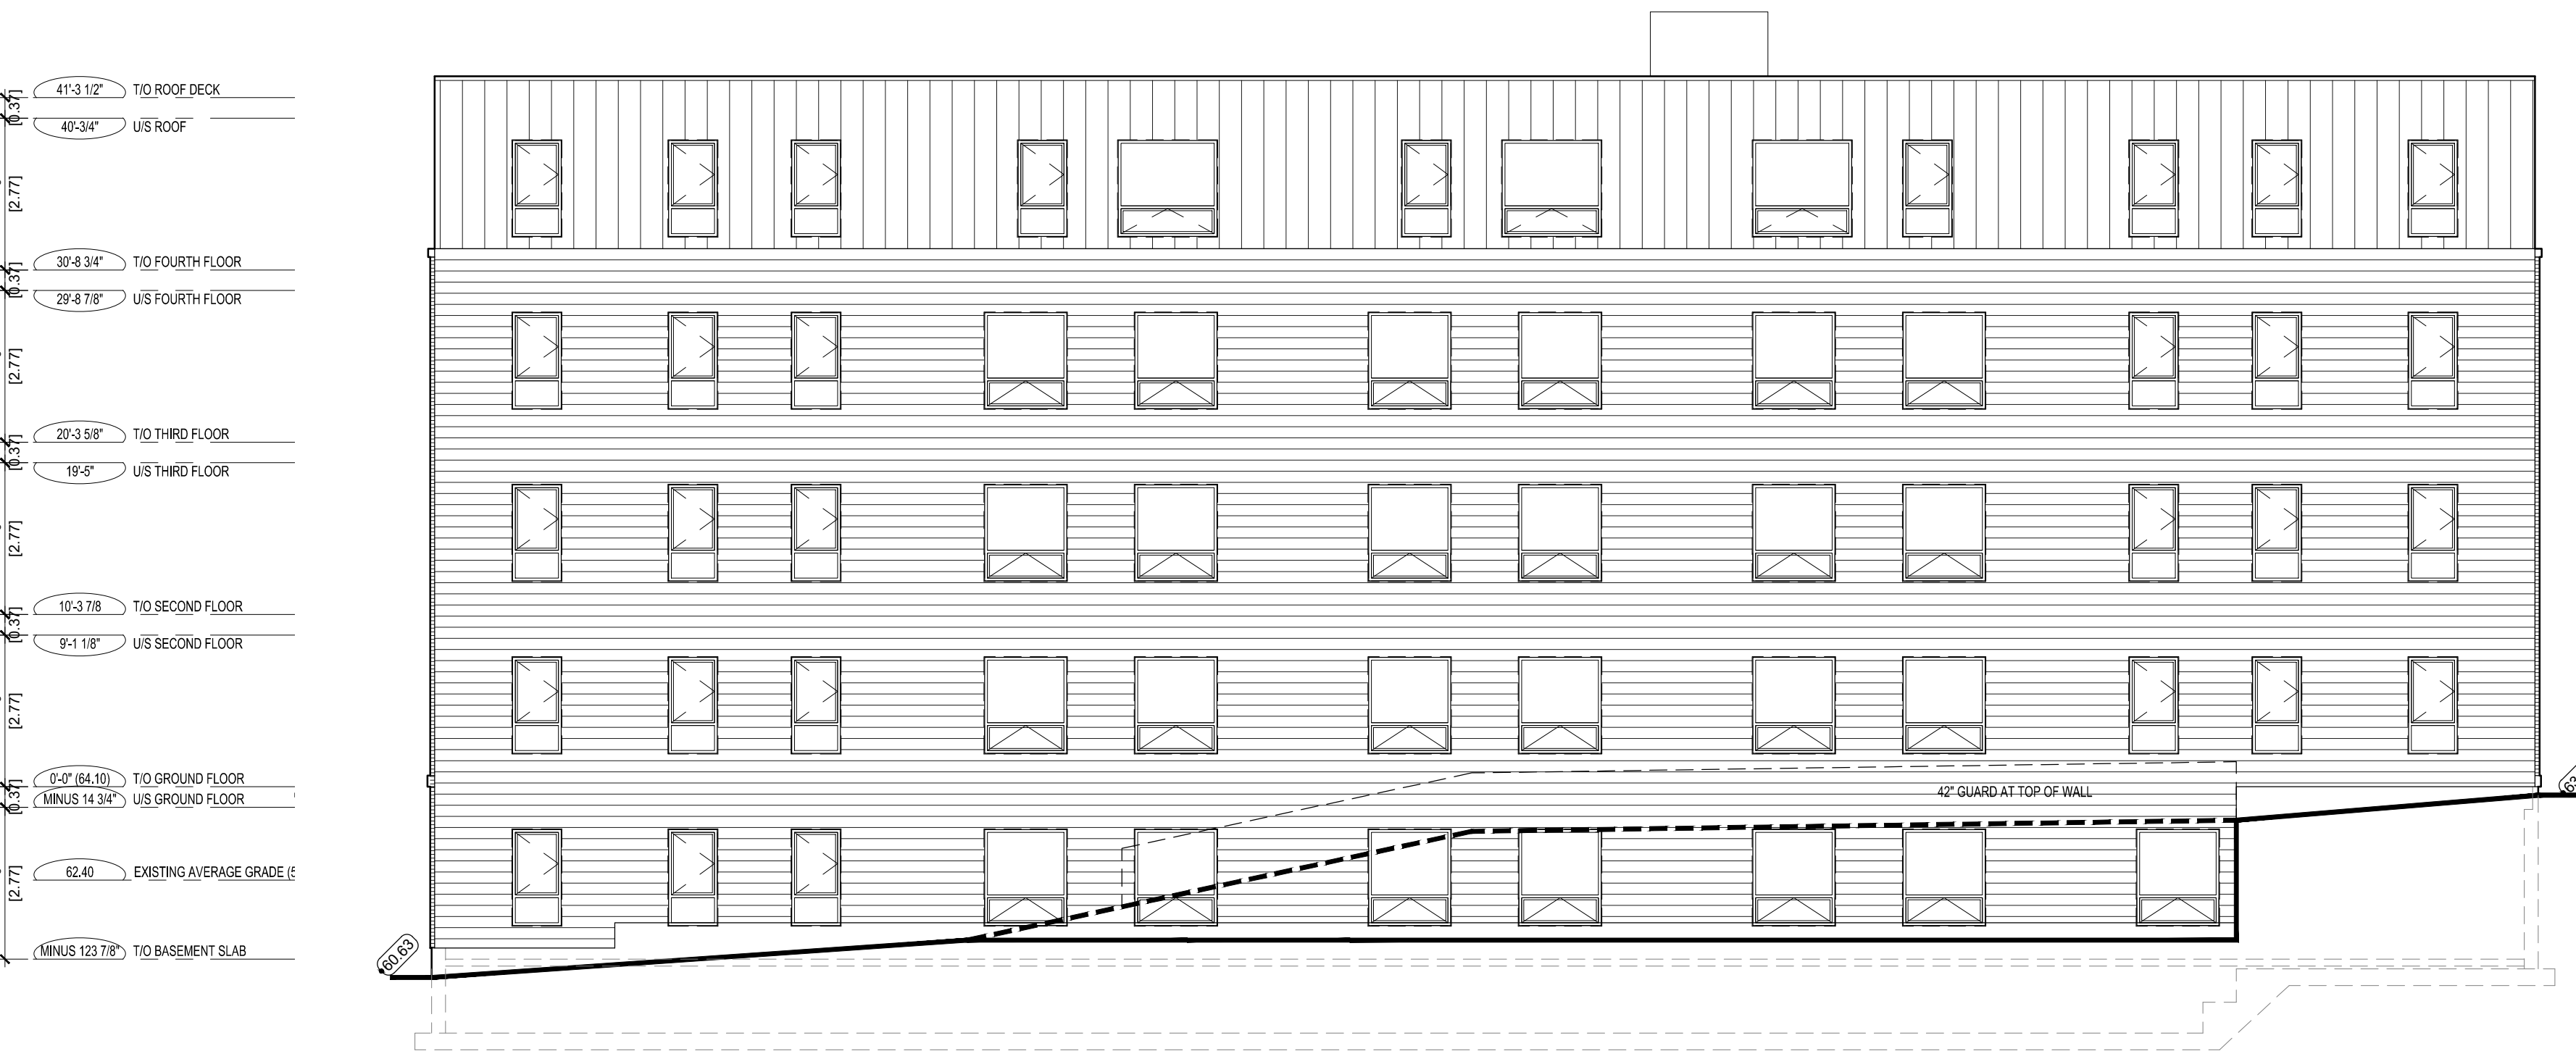 41'-3 1/2" T/O ROOF DECK
[0.37]
40'-3/4" U/S ROOF
[2.77]
30'-8 3/4" T/O FOURTH FLOOR
[0.37]
29'-8 7/8" U/S FOURTH FLOOR
[2.77]
20'-3 5/8" T/O THIRD FLOOR
[0.37]
19'-5" U/S THIRD FLOOR
[2.77]
10'-3 7/8 T/O SECOND FLOOR
[0.37]
9'-1 1/8" U/S SECOND FLOOR
[2.77]
0'-0" (64.10) T/O GROUND FLOOR
[0.37]
MINUS 14 3/4" U/S GROUND FLOOR
42" GUARD AT TOP OF WALL
62.40 EXISTING AVERAGE GRADE
[2.77]
MINUS 123 7/8" T/O BASEMENT SLAB
60.63